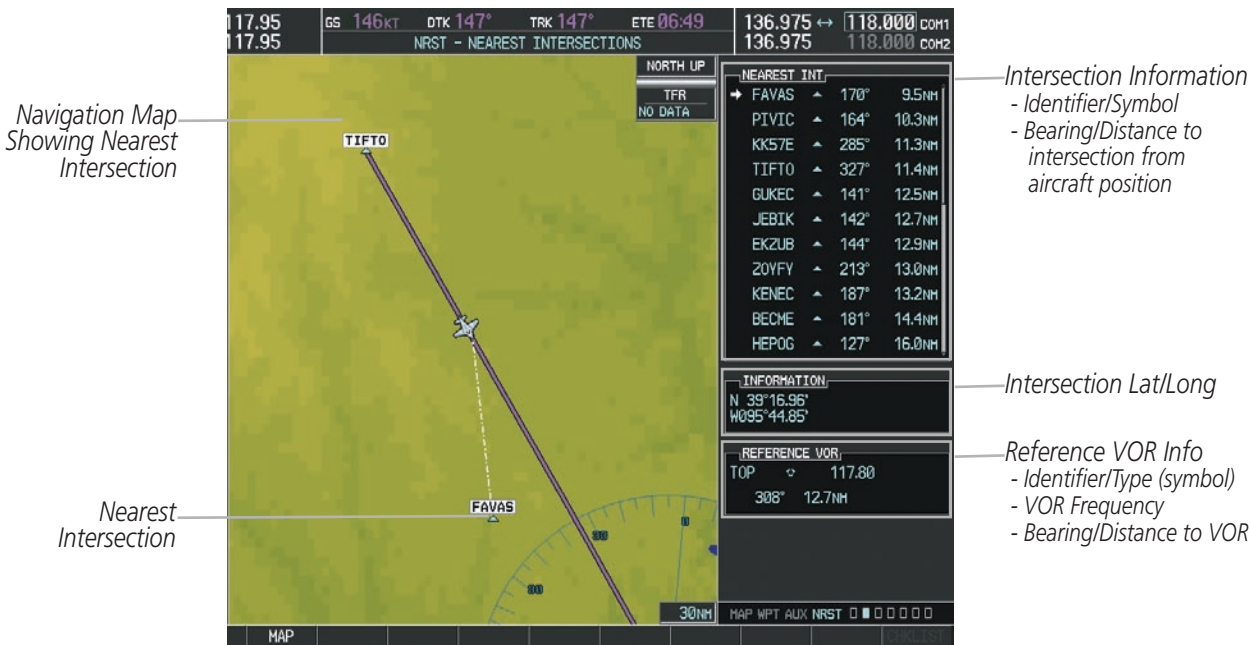 117.95
117.95
GS 146KT DTK 147° TRK 147° ETE 06:49
NRST - NEAREST INTERSECTIONS
136.975 ↔ 118.000 COM1
136.975 118.000 COM2
Navigation Map
Showing Nearest
Intersection
Nearest
Intersection
NORTH UP
TFR
NO DATA
TIFTO
FAVAS
30
30
0
30NM
NEAREST INT
FAVAS 170° 9.5NM
PIVIC 164° 10.3NM
KK57E 285° 11.3NM
TIFTO 327° 11.4NM
GUKEC 141° 12.5NM
JEBIK 142° 12.7NM
EKZUB 144° 12.9NM
ZOYFY 213° 13.0NM
KENEC 187° 13.2NM
BECME 181° 14.4NM
HEPOG 127° 16.0NM
INFORMATION
N 39°16.96'
W095°44.85'
REFERENCE VOR
TOP 117.80
308° 12.7NM
MAP WPT AUX NRST
MAP
CHKLIST
Intersection Information
- Identifier/Symbol
- Bearing/Distance to
intersection from
aircraft position
Intersection Lat/Long
Reference VOR Info
- Identifier/Type (symbol)
- VOR Frequency
- Bearing/Distance to VOR